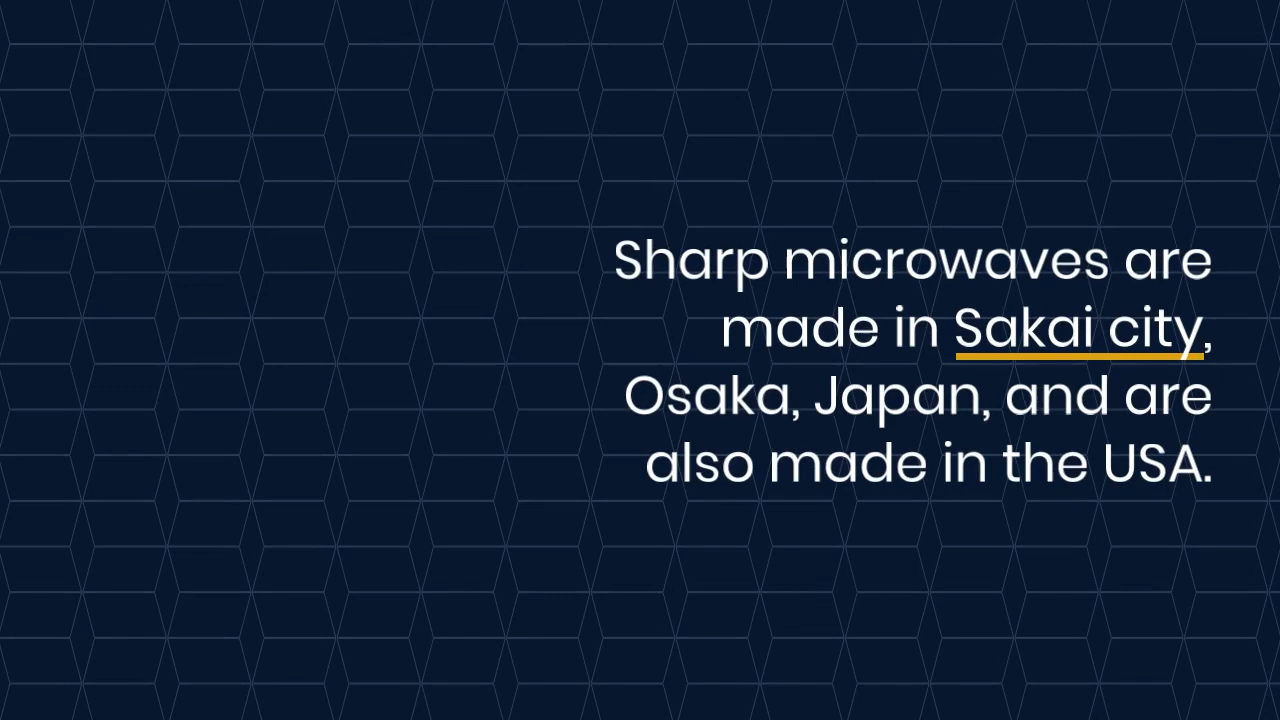 Sharp microwaves are
made in Sakai city,
Osaka, Japan, and are
also made in the USA.